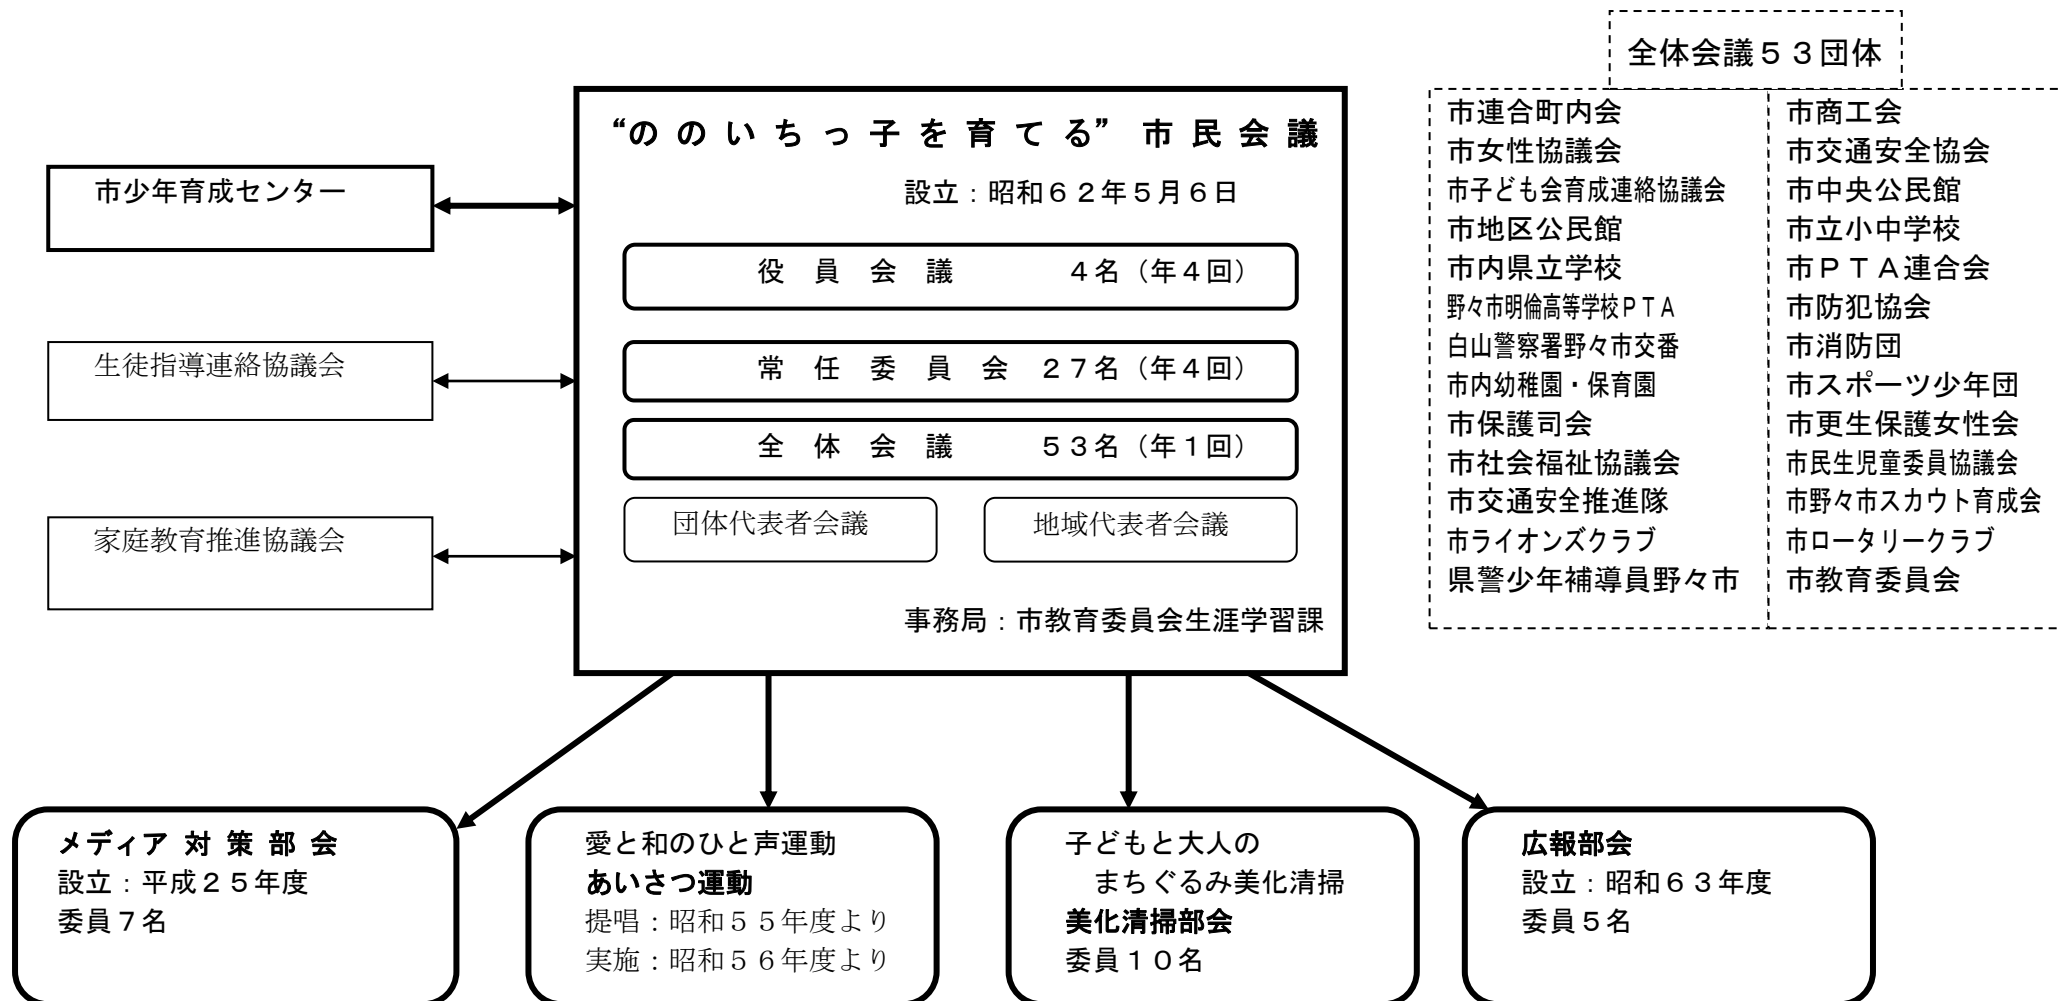 全体会議５３団体
“ののいちっ子を育てる” 市民会議
設立：昭和６２年５月６日
役員会議　４名（年４回）
常任委員会　２７名（年４回）
全体会議　５３名（年１回）
団体代表者会議
地域代表者会議
事務局：市教育委員会生涯学習課
市少年育成センター
生徒指導連絡協議会
家庭教育推進協議会
市連合町内会
市女性協議会
市子ども会育成連絡協議会
市地区公民館
市内県立学校
野々市明倫高等学校ＰＴＡ
白山警察署野々市交番
市内幼稚園・保育園
市保護司会
市社会福祉協議会
市交通安全推進隊
市ライオンズクラブ
県警少年補導員野々市
市商工会
市交通安全協会
市中央公民館
市立小中学校
市ＰＴＡ連合会
市防犯協会
市消防団
市スポーツ少年団
市更生保護女性会
市民生児童委員協議会
市野々市スカウト育成会
市ロータリークラブ
市教育委員会
メディア対策部会
設立：平成２５年度
委員７名
愛と和のひと声運動
あいさつ運動
提唱：昭和５５年度より
実施：昭和５６年度より
子どもと大人の
まちぐるみ美化清掃
美化清掃部会
委員１０名
広報部会
設立：昭和６３年度
委員５名